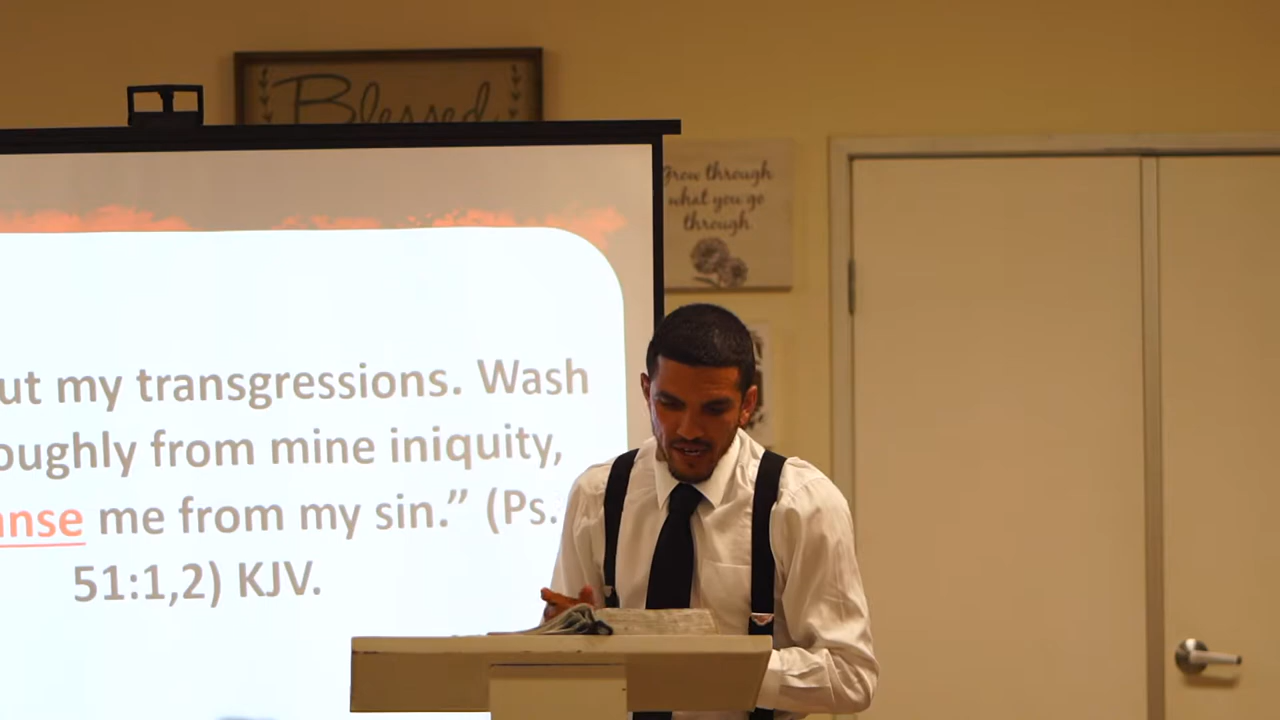 Blessed
Grow through
what you go
through
ut my transgressions. Wash
oughly from mine iniquity,
anse me from my sin.” (Ps.
51:1,2) KJV.